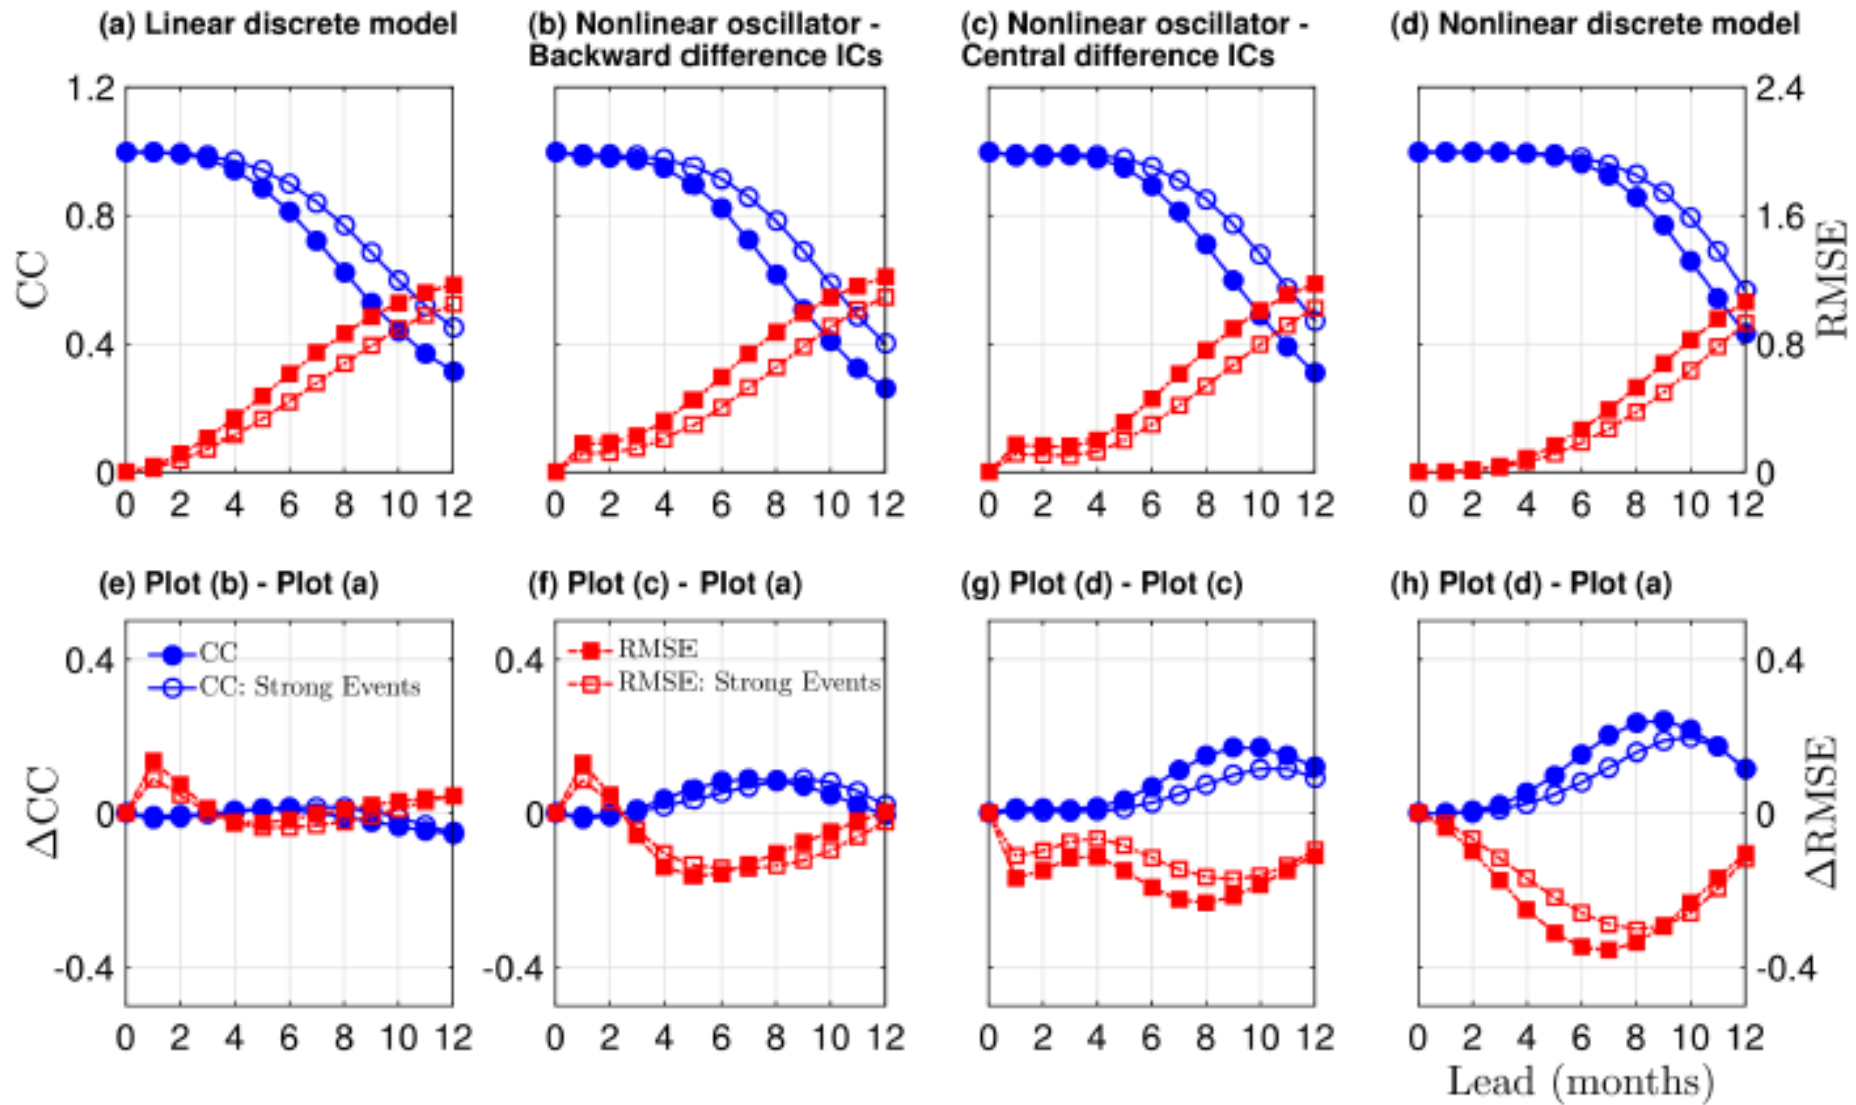 (a) Linear discrete model
(b) Nonlinear oscillator -
Backward difference ICs
(c) Nonlinear oscillator -
Central difference ICs
(d) Nonlinear discrete model
1.2
0.8
0.4
0
CC
2.4
1.6
0.8
0
RMSE
0 2 4 6 8 10 12
0 2 4 6 8 10 12
0 2 4 6 8 10 12
0 2 4 6 8 10 12
(e) Plot (b) - Plot (a)
(f) Plot (c) - Plot (a)
(g) Plot (d) - Plot (c)
(h) Plot (d) - Plot (a)
0.4
0
-0.4
ΔCC
CC
CC: Strong Events
0.4
0
-0.4
RMSE
RMSE: Strong Events
0.4
0
-0.4
ΔRMSE
0 2 4 6 8 10 12
0 2 4 6 8 10 12
0 2 4 6 8 10 12
0 2 4 6 8 10 12
Lead (months)